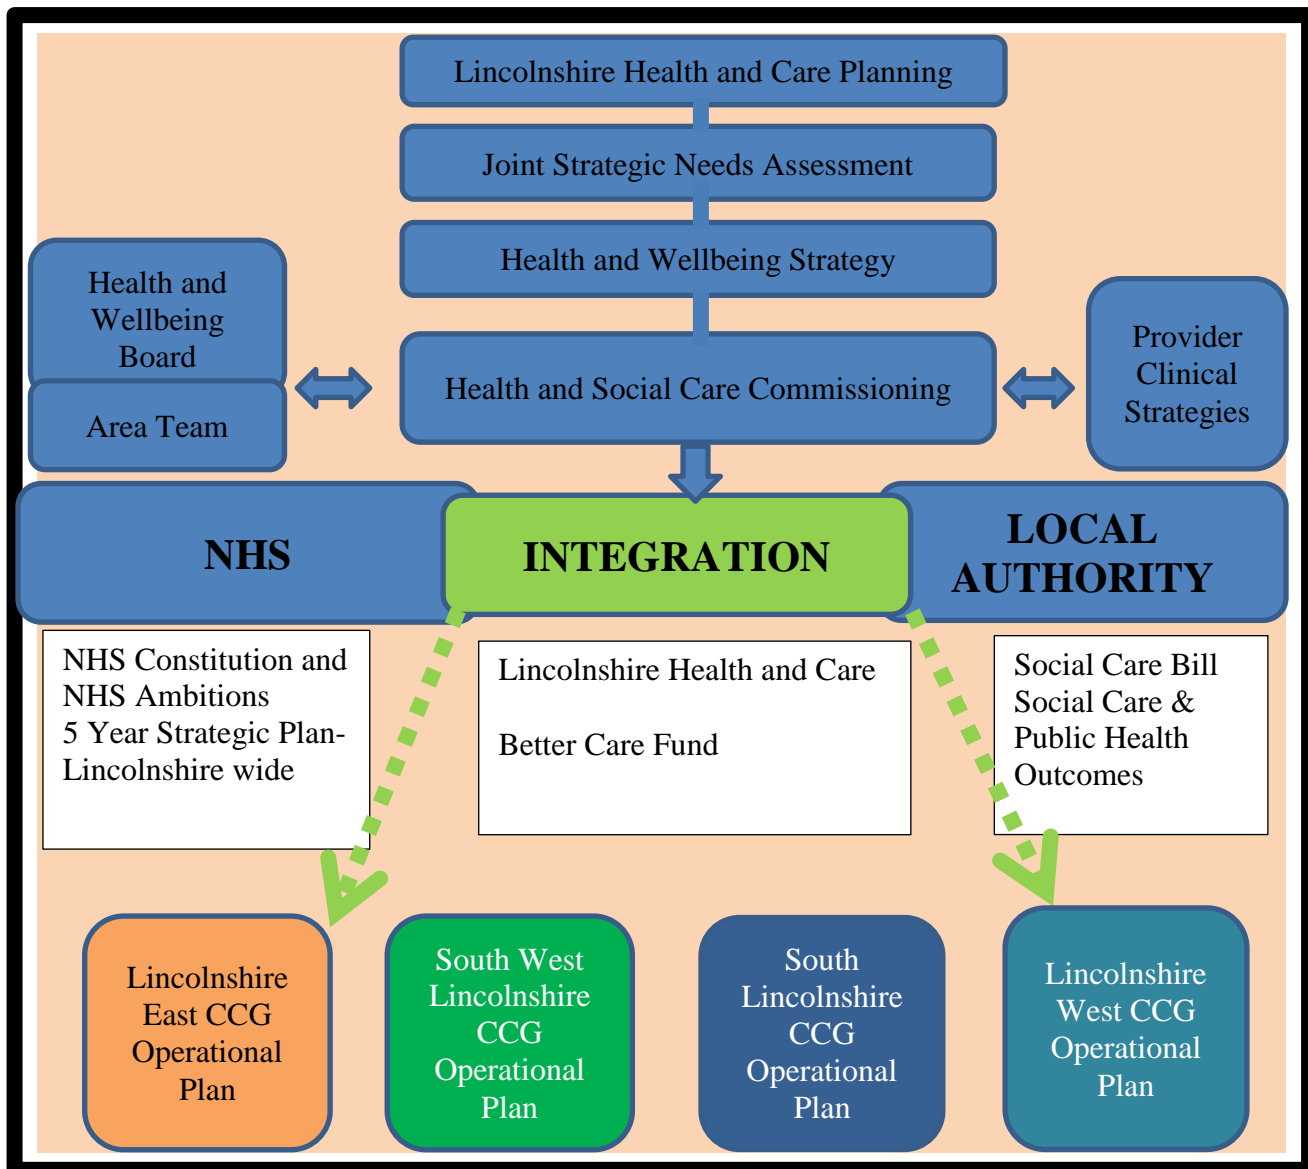 Lincolnshire Health and Care Planning
Joint Strategic Needs Assessment
Health and Wellbeing Strategy
Health and
Wellbeing
Board
Area Team
Health and Social Care Commissioning
Provider
Clinical
Strategies
NHS
INTEGRATION
LOCAL
AUTHORITY
NHS Constitution and
NHS Ambitions
5 Year Strategic Plan-
Lincolnshire wide
Lincolnshire Health and Care
Better Care Fund
Social Care Bill
Social Care &
Public Health
Outcomes
Lincolnshire
East CCG
Operational
Plan
South West
Lincolnshire
CCG
Operational
Plan
South
Lincolnshire
CCG
Operational
Plan
Lincolnshire
West CCG
Operational
Plan